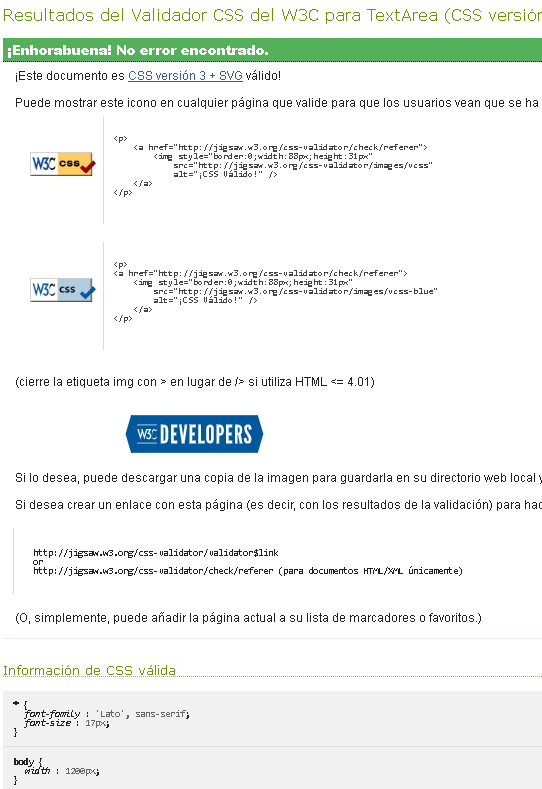 Resultados del Validador CSS del W3C para TextArea (CSS versión
¡Enhorabuena! No error encontrado.
¡Este documento es CSS versión 3 + SVG válido!
Puede mostrar este icono en cualquier página que valide para que los usuarios vean que se ha
W3C css
<p>
<a href="http://jigsaw.w3.org/css-validator/check/referer">
<img style="border:0;width:88px;height:31px"
src="http://jigsaw.w3.org/css-validator/images/vcss"
alt="¡CSS Válido!" />
</a>
</p>
W3C css
<p>
<a href="http://jigsaw.w3.org/css-validator/check/referer">
<img style="border:0;width:88px;height:31px"
src="http://jigsaw.w3.org/css-validator/images/vcss-blue"
alt="¡CSS Válido!" />
</a>
</p>
(cierre la etiqueta img con > en lugar de /> si utiliza HTML <= 4.01)
W3C DEVELOPERS
Si lo desea, puede descargar una copia de la imagen para guardarla en su directorio web local y
Si desea crear un enlace con esta página (es decir, con los resultados de la validación) para hac
http://jigsaw.w3.org/css-validator/validator$link
or
http://jigsaw.w3.org/css-validator/check/referer (para documentos HTML/XML únicamente)
(O, simplemente, puede añadir la página actual a su lista de marcadores o favoritos.)
Información de CSS válida
* {
font-family : 'Lato', sans-serif;
font-size : 17px;
}
body {
width : 1200px;
}